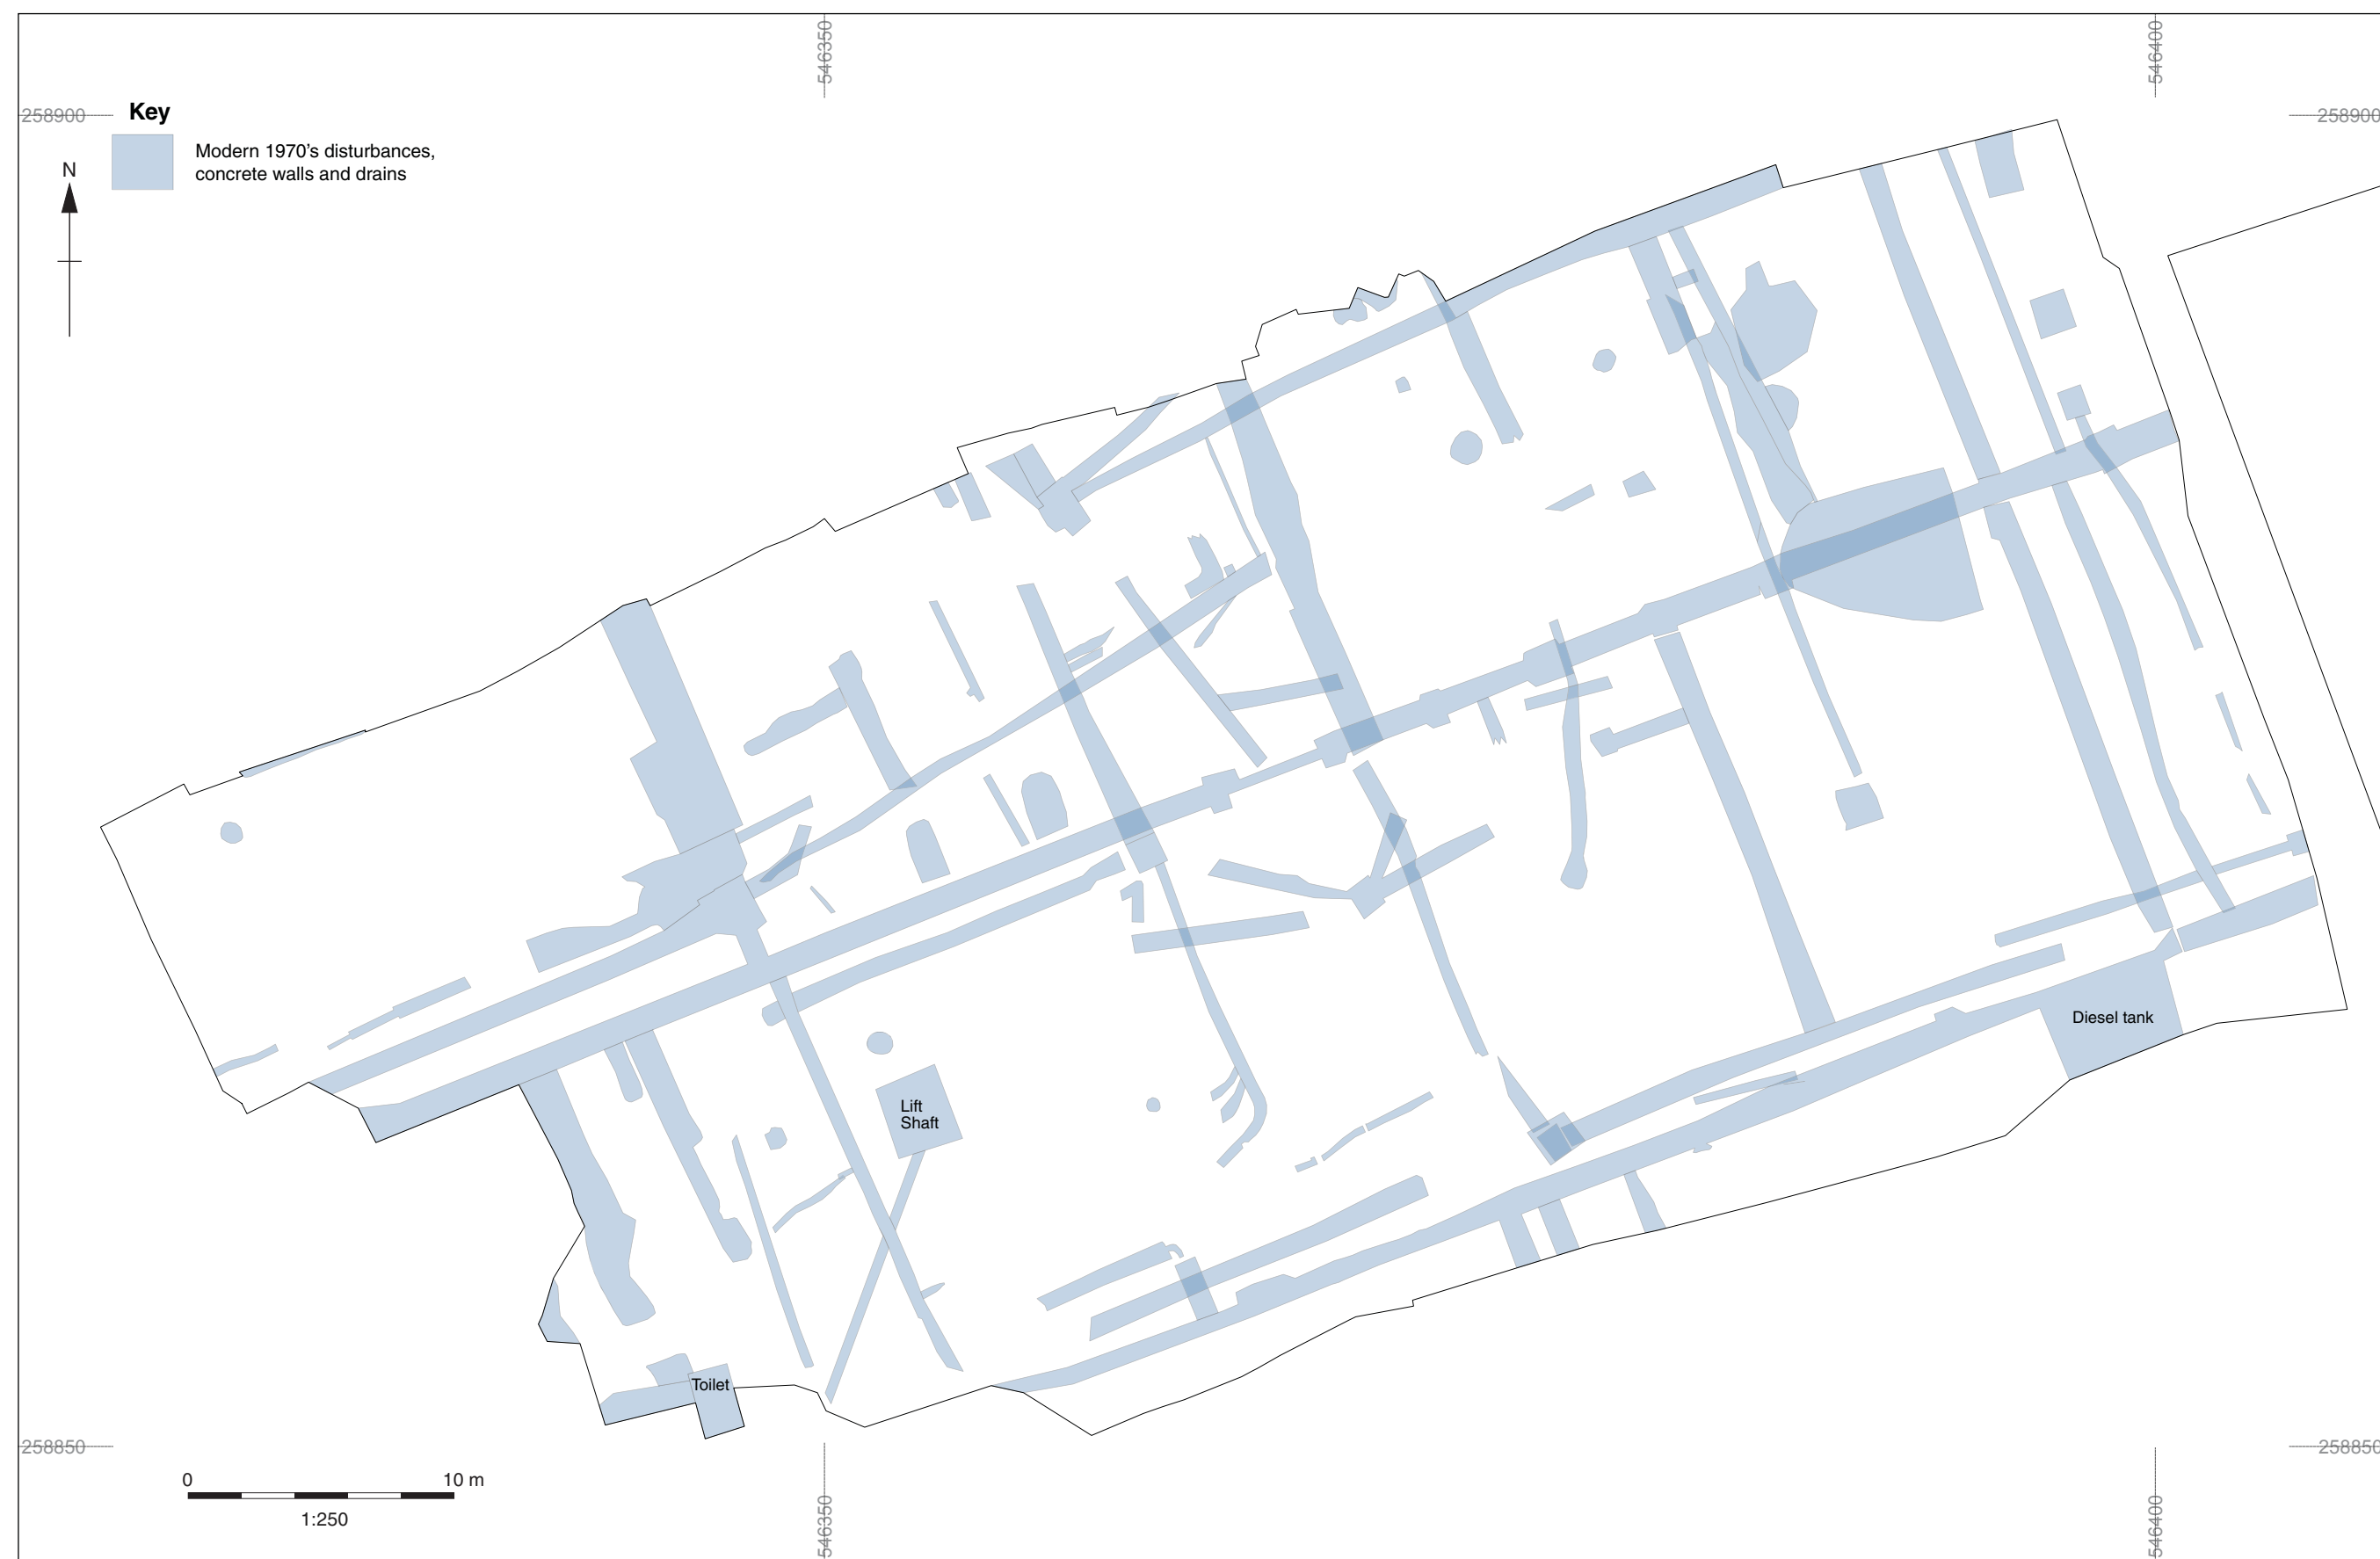 546350
546400
258900
258900
Key
Modern 1970's disturbances,
concrete walls and drains
N
Diesel tank
Lift
Shaft
Toilet
258850
258850
0 10 m
1:250
546350
546400